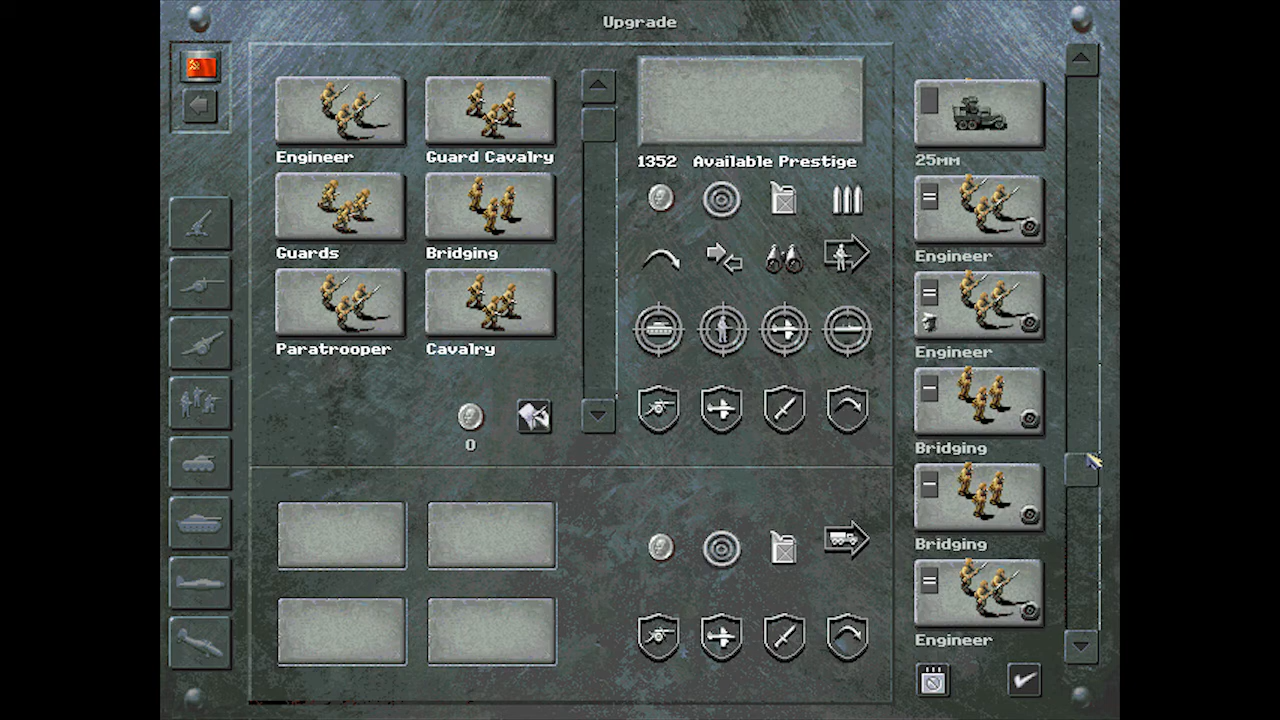 Upgrade
Engineer
Guard Cavalry
Guards
Bridging
Paratrooper
Cavalry
0
1352 Available Prestige
25mm
Engineer
Engineer
Bridging
Bridging
Engineer